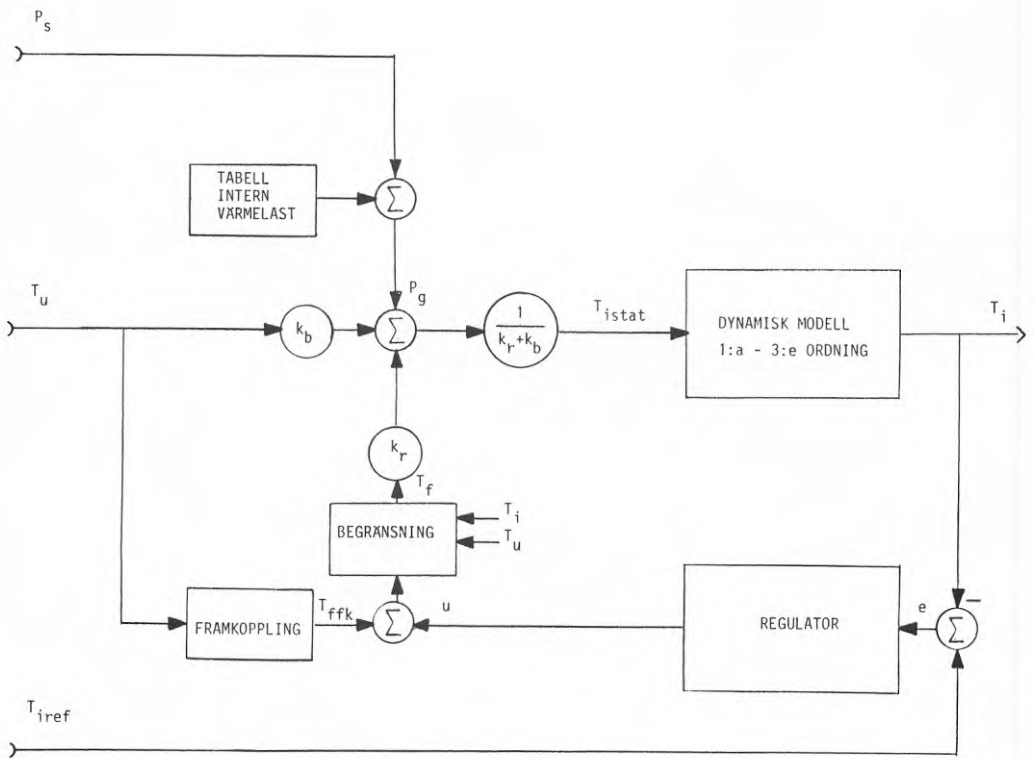 P_s
TABELL
INTERN
VÄRMELAST
Σ
T_u
k_b
P_g
Σ
1
k_r+k_b
T_istat
DYNAMISK MODELL
1:a - 3:e ORDNING
T_i
k_r
T_f
BEGRÄNSNING
T_i
T_u
FRAMKOPPLING
T_ffk
Σ
u
REGULATOR
e
Σ
−
T_iref